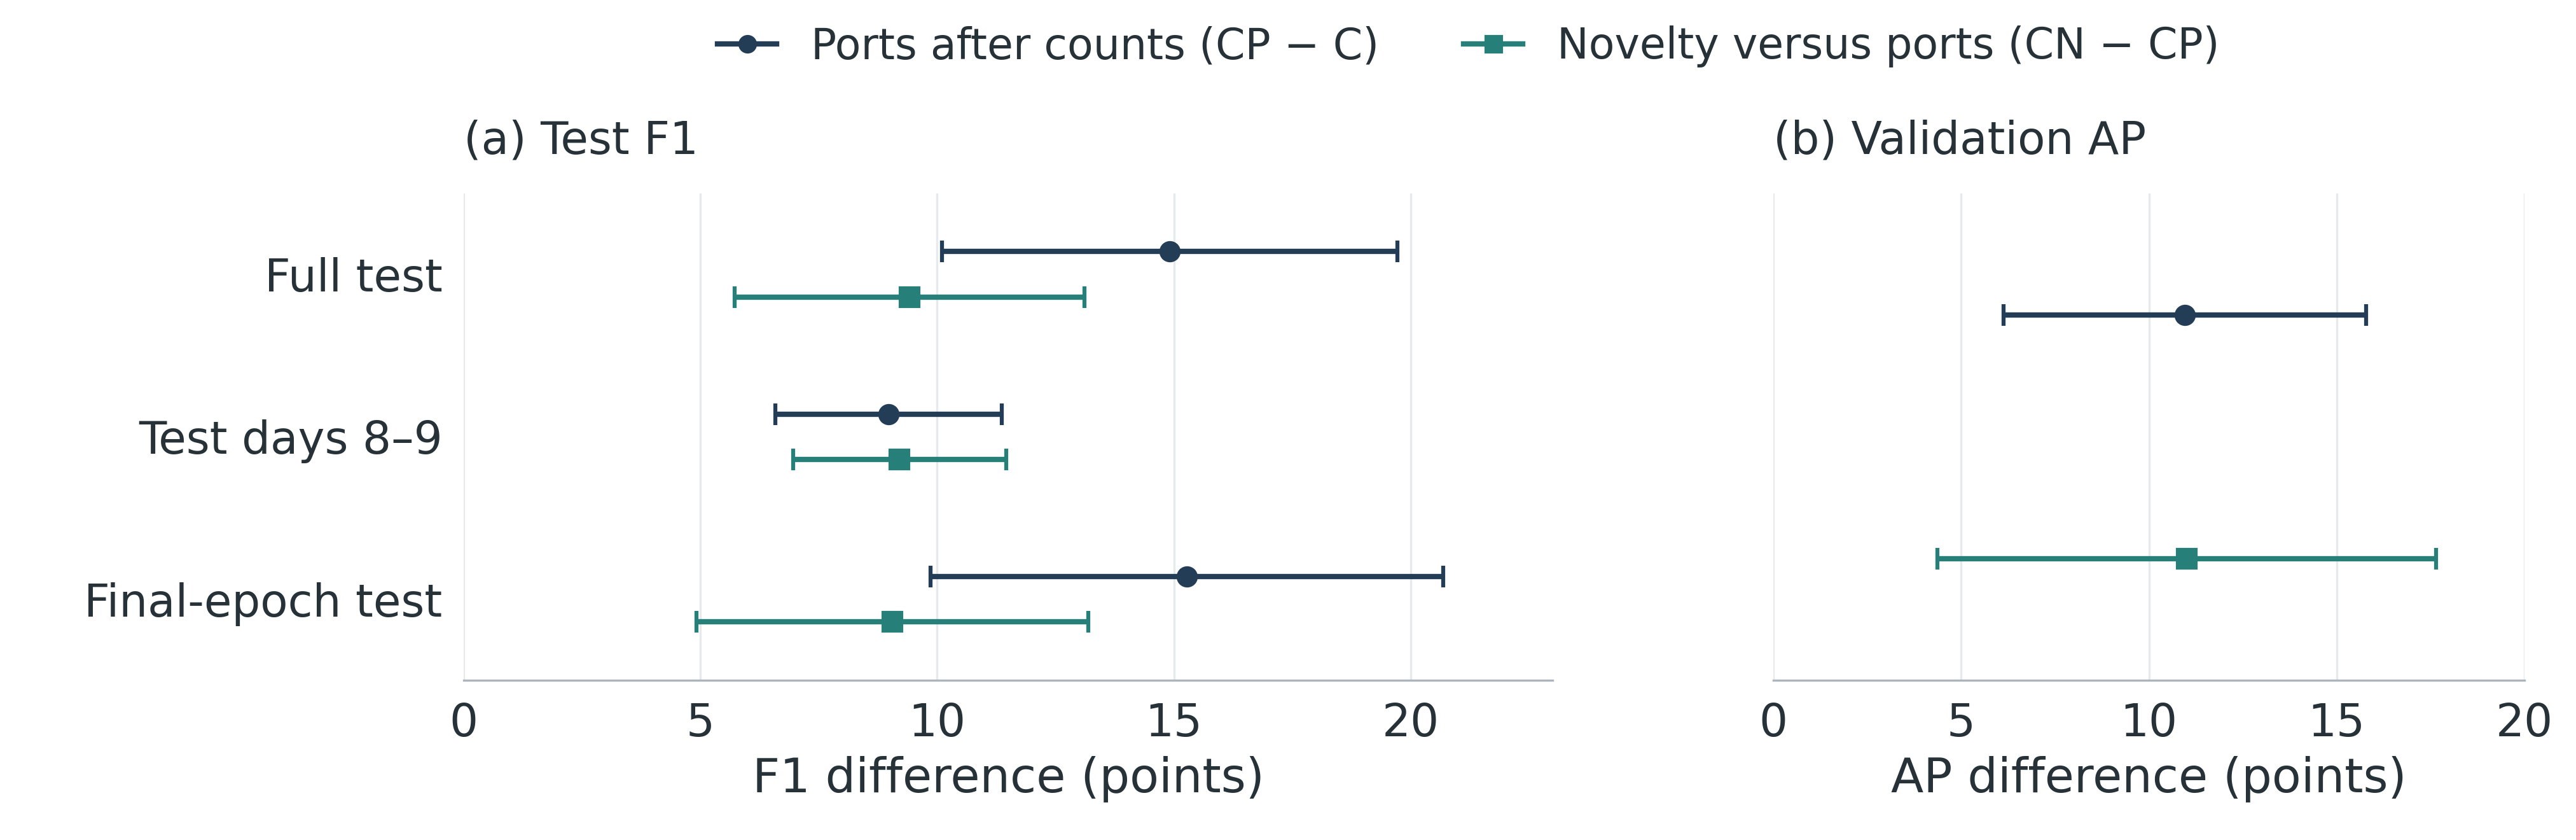 Ports after counts (CP − C)
Novelty versus ports (CN − CP)
(a) Test F1
(b) Validation AP
Full test
Test days 8–9
Final-epoch test
0 5 10 15 20
0 5 10 15 20
F1 difference (points)
AP difference (points)